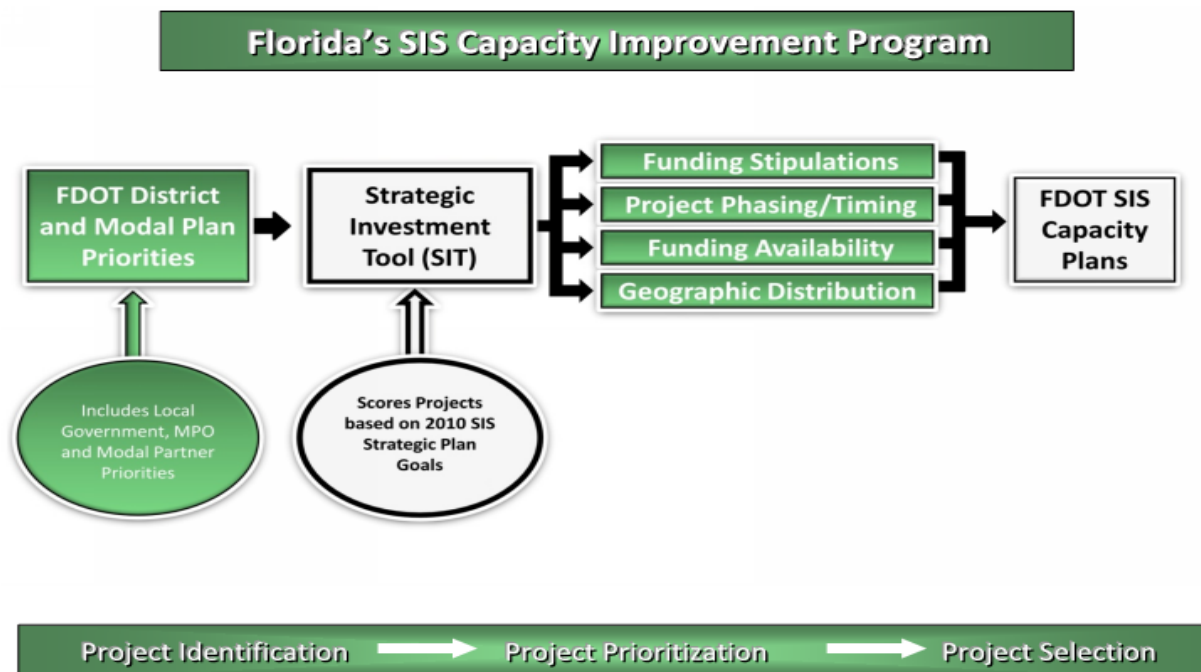 Florida's SIS Capacity Improvement Program
FDOT District
and Modal Plan
Priorities
Strategic
Investment
Tool (SIT)
Funding Stipulations
Project Phasing/Timing
Funding Availability
Geographic Distribution
FDOT SIS
Capacity
Plans
Includes Local
Government, MPO
and Modal Partner
Priorities
Scores Projects
based on 2010 SIS
Strategic Plan
Goals
Project Identification
Project Prioritization
Project Selection